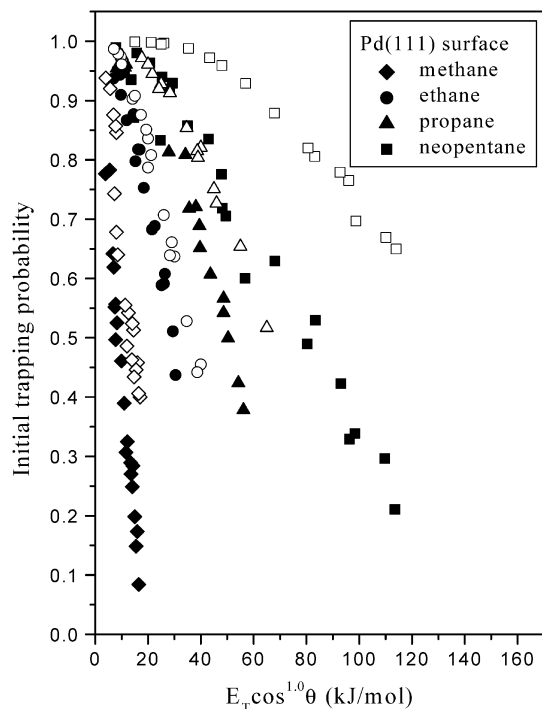 Pd(111) surface
methane
ethane
propane
neopentane
Initial trapping probability
1.0
0.9
0.8
0.7
0.6
0.5
0.4
0.3
0.2
0.1
0.0
0 20 40 60 80 100 120 140 160
E_T cos^1.0 θ (kJ/mol)